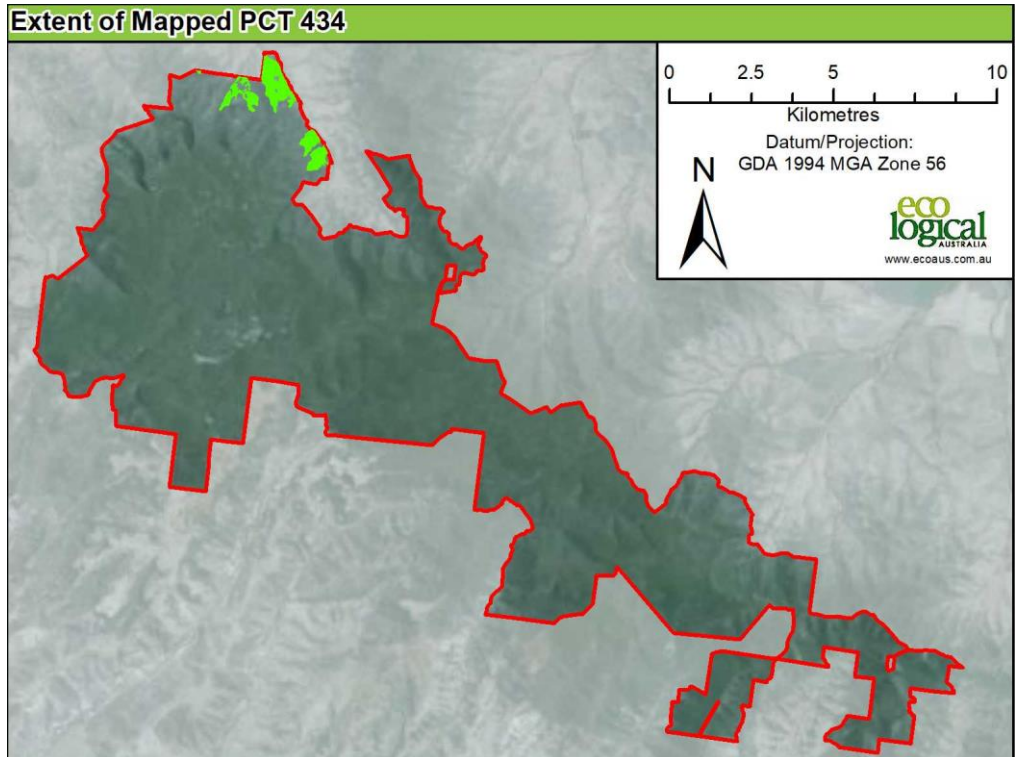 Extent of Mapped PCT 434
0 2.5 5 10
Kilometres
Datum/Projection:
GDA 1994 MGA Zone 56
N
eco
logical
AUSTRALIA
www.ecoaus.com.au